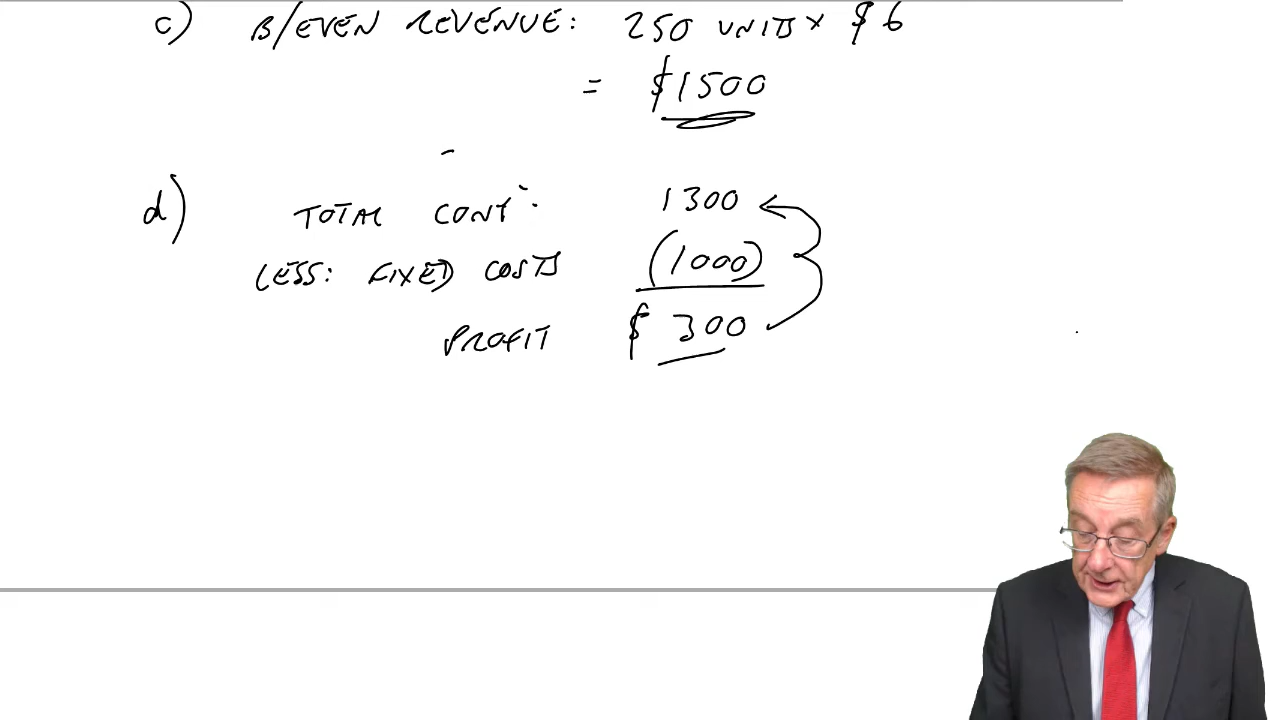 c) B/EVEN REVENUE: 250 UNITS × $6
= $1500
d) TOTAL CONT. 1300
LESS: FIXED COSTS (1000)
PROFIT $ 300